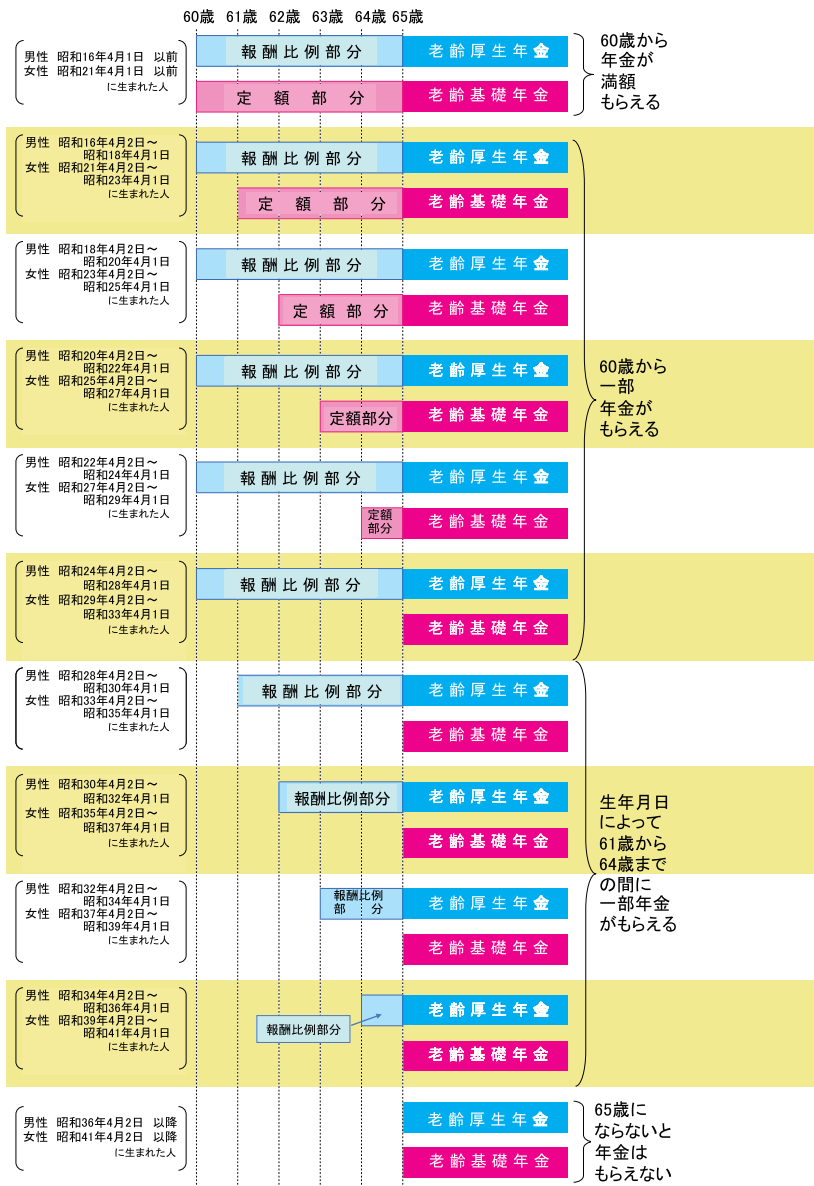 60歳 61歳 62歳 63歳 64歳 65歳
男性 昭和16年4月1日 以前
女性 昭和21年4月1日 以前
に生まれた人
報酬比例部分 老齢厚生年金
定額部分 老齢基礎年金
60歳から
年金が
満額
もらえる
男性 昭和16年4月2日～
昭和18年4月1日
女性 昭和21年4月2日～
昭和23年4月1日
に生まれた人
報酬比例部分 老齢厚生年金
定額部分 老齢基礎年金
男性 昭和18年4月2日～
昭和20年4月1日
女性 昭和23年4月2日～
昭和25年4月1日
に生まれた人
報酬比例部分 老齢厚生年金
定額部分 老齢基礎年金
男性 昭和20年4月2日～
昭和22年4月1日
女性 昭和25年4月2日～
昭和27年4月1日
に生まれた人
報酬比例部分 老齢厚生年金
定額部分 老齢基礎年金
60歳から
一部
年金が
もらえる
男性 昭和22年4月2日～
昭和24年4月1日
女性 昭和27年4月2日～
昭和29年4月1日
に生まれた人
報酬比例部分 老齢厚生年金
定額
部分
老齢基礎年金
男性 昭和24年4月2日～
昭和28年4月1日
女性 昭和29年4月2日～
昭和33年4月1日
に生まれた人
報酬比例部分 老齢厚生年金
老齢基礎年金
男性 昭和28年4月2日～
昭和30年4月1日
女性 昭和33年4月2日～
昭和35年4月1日
に生まれた人
報酬比例部分 老齢厚生年金
老齢基礎年金
男性 昭和30年4月2日～
昭和32年4月1日
女性 昭和35年4月2日～
昭和37年4月1日
に生まれた人
報酬比例部分 老齢厚生年金
老齢基礎年金
生年月日
によって
61歳から
64歳まで
の間に
一部年金
がもらえる
男性 昭和32年4月2日～
昭和34年4月1日
女性 昭和37年4月2日～
昭和39年4月1日
に生まれた人
報酬比例
部分
老齢厚生年金
老齢基礎年金
男性 昭和34年4月2日～
昭和36年4月1日
女性 昭和39年4月2日～
昭和41年4月1日
に生まれた人
報酬比例部分
老齢厚生年金
老齢基礎年金
男性 昭和36年4月2日 以降
女性 昭和41年4月2日 以降
に生まれた人
老齢厚生年金
老齢基礎年金
65歳に
ならないと
年金は
もらえない